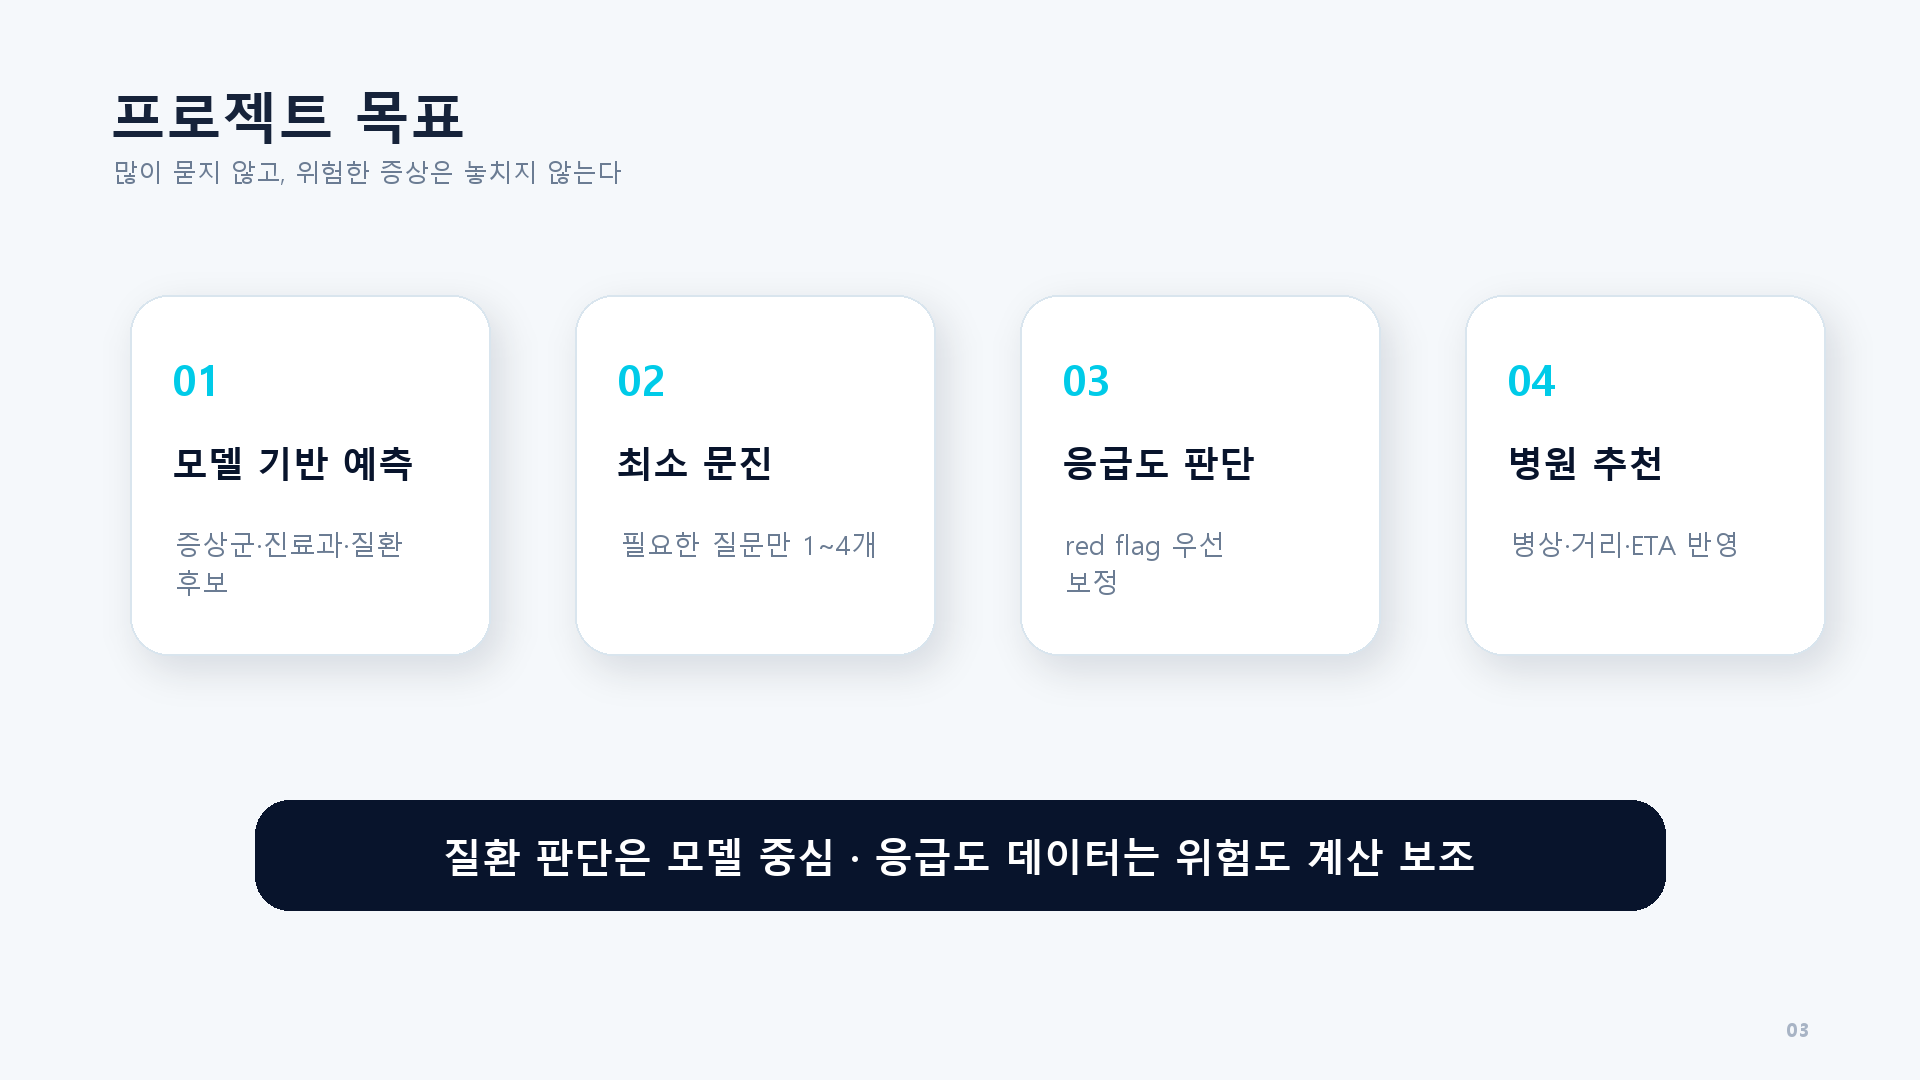 프로젝트 목표
많이 묻지 않고, 위험한 증상은 놓치지 않는다
01
모델 기반 예측
증상군·진료과·질환
후보
02
최소 문진
필요한 질문만 1~4개
03
응급도 판단
red flag 우선
보정
04
병원 추천
병상·거리·ETA 반영
질환 판단은 모델 중심 · 응급도 데이터는 위험도 계산 보조
03